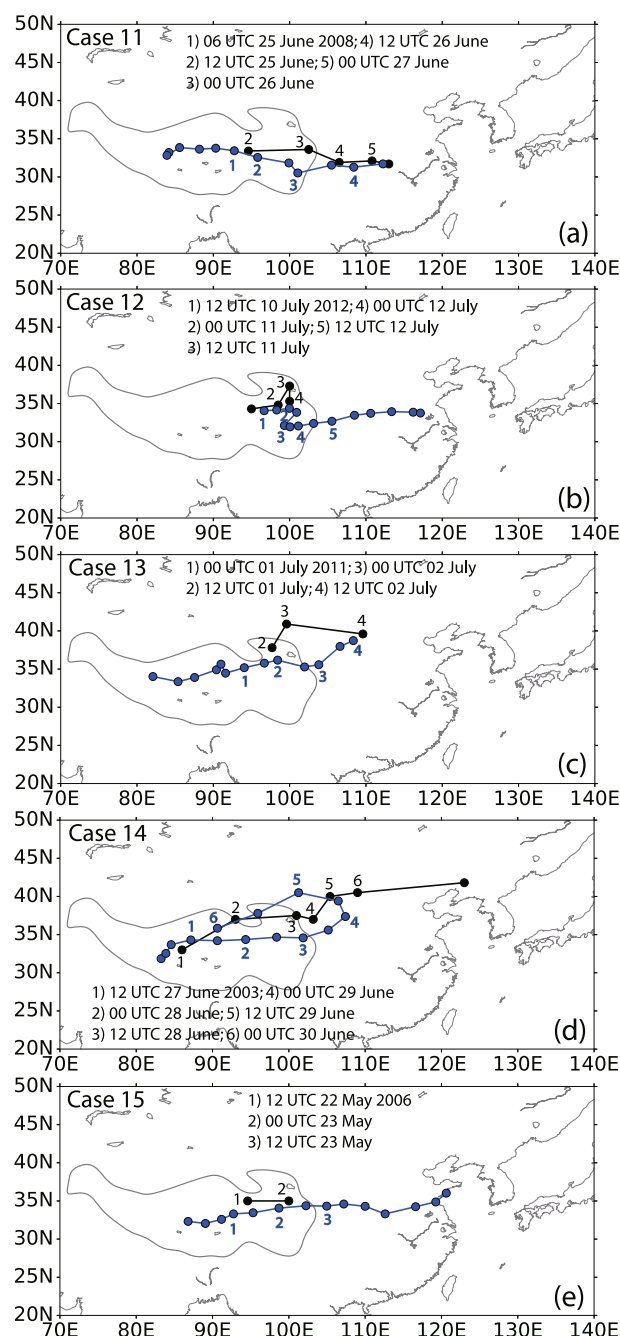 50N
Case 11
1) 06 UTC 25 June 2008; 4) 12 UTC 26 June
2) 12 UTC 25 June; 5) 00 UTC 27 June
3) 00 UTC 26 June
45N
40N
35N
30N
25N
20N
2
3
4
5
1
2
3
4
(a)
70E 80E 90E 100E 110E 120E 130E 140E
50N
Case 12
1) 12 UTC 10 July 2012; 4) 00 UTC 12 July
2) 00 UTC 11 July; 5) 12 UTC 12 July
3) 12 UTC 11 July
45N
40N
35N
30N
25N
20N
3
2
4
1
2
3
4
5
(b)
70E 80E 90E 100E 110E 120E 130E 140E
50N
Case 13
1) 00 UTC 01 July 2011; 3) 00 UTC 02 July
2) 12 UTC 01 July; 4) 12 UTC 02 July
45N
40N
35N
30N
25N
20N
3
4
2
1
2
3
4
(c)
70E 80E 90E 100E 110E 120E 130E 140E
50N
Case 14
45N
40N
35N
30N
25N
20N
5
5
6
6
2
4
3
4
1
2
3
1
1) 12 UTC 27 June 2003; 4) 00 UTC 29 June
2) 00 UTC 28 June; 5) 12 UTC 29 June
3) 12 UTC 28 June; 6) 00 UTC 30 June
(d)
70E 80E 90E 100E 110E 120E 130E 140E
50N
Case 15
1) 12 UTC 22 May 2006
2) 00 UTC 23 May
3) 12 UTC 23 May
45N
40N
35N
30N
25N
20N
1
2
1
2
3
(e)
70E 80E 90E 100E 110E 120E 130E 140E